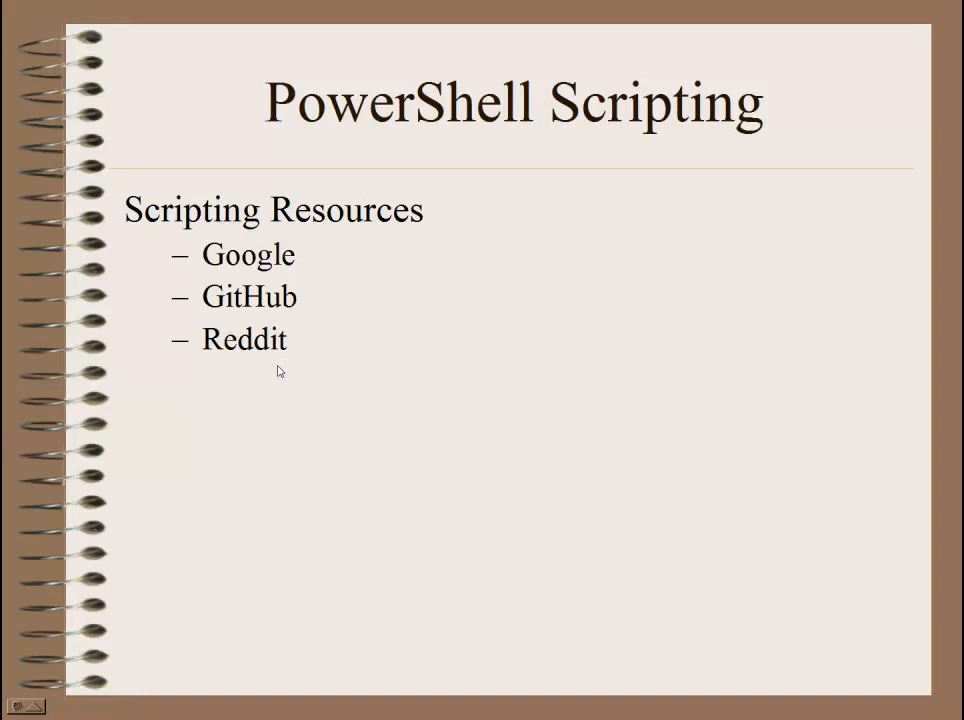 PowerShell Scripting
Scripting Resources
– Google
– GitHub
– Reddit